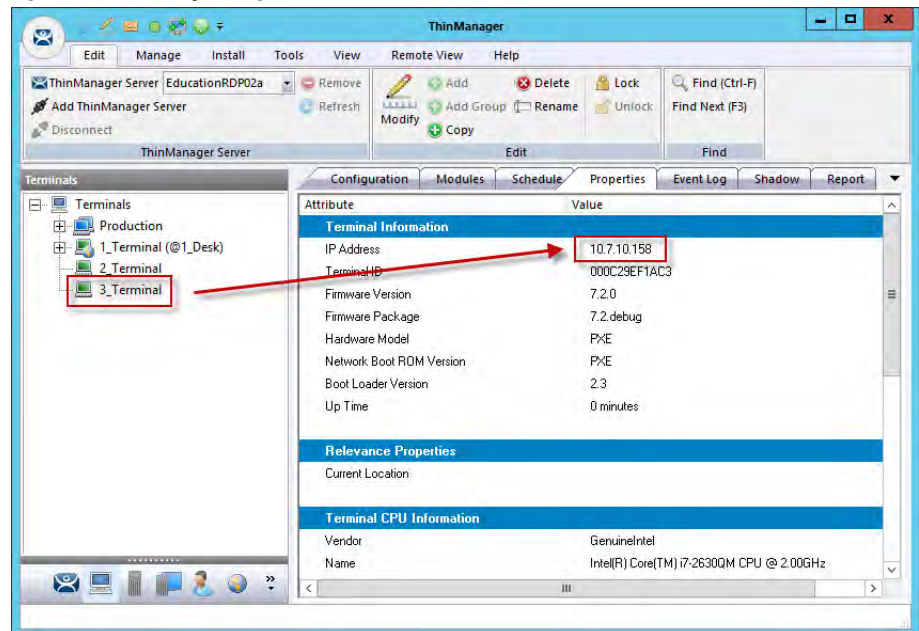 ThinManager
Edit Manage Install Tools View Remote View Help
ThinManager Server EducationRDP02a Remove Add Delete Lock Find (Ctrl-F)
Add ThinManager Server Refresh Modify Add Group Rename Unlock Find Next (F3)
Disconnect Copy
ThinManager Server Edit Find
Terminals Configuration Modules Schedule Properties Event Log Shadow Report
Terminals Attribute Value
Production Terminal Information
1_Terminal (@1_Desk) IP Address 10.7.10.158
2_Terminal Terminal ID 000C29EF1AC3
3_Terminal Firmware Version 7.2.0
Firmware Package 7.2.debug
Hardware Model PXE
Network Boot ROM Version PXE
Boot Loader Version 2.3
Up Time 0 minutes
Relevance Properties
Current Location
Terminal CPU Information
Vendor GenuineIntel
Name Intel(R) Core(TM) i7-2630QM CPU @ 2.00GHz